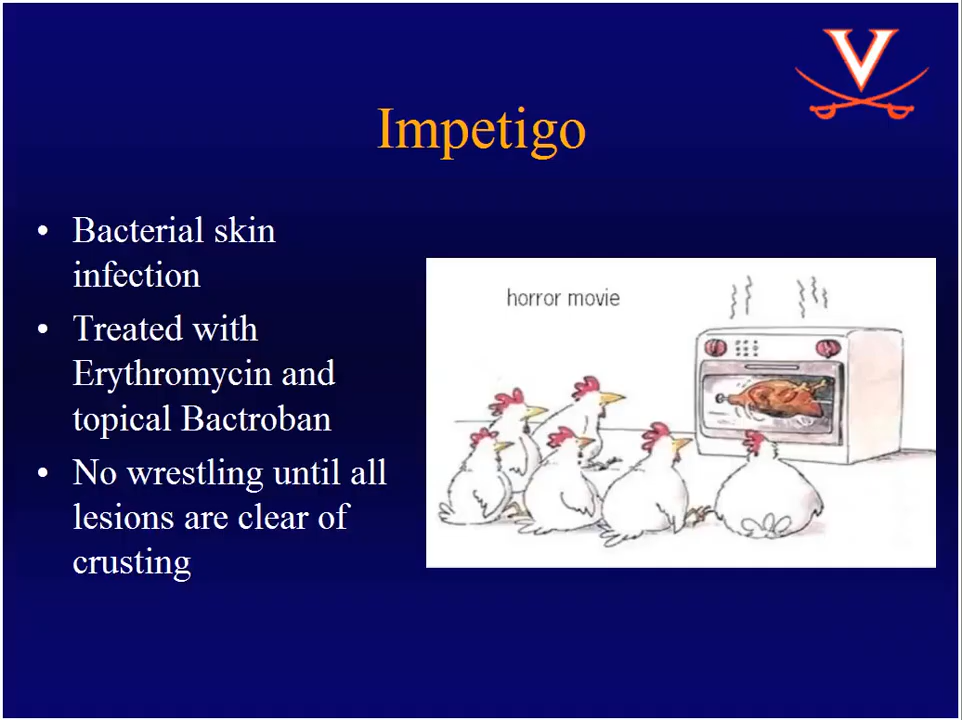 V
Impetigo
• Bacterial skin
infection
• Treated with
Erythromycin and
topical Bactroban
• No wrestling until all
lesions are clear of
crusting
horror movie